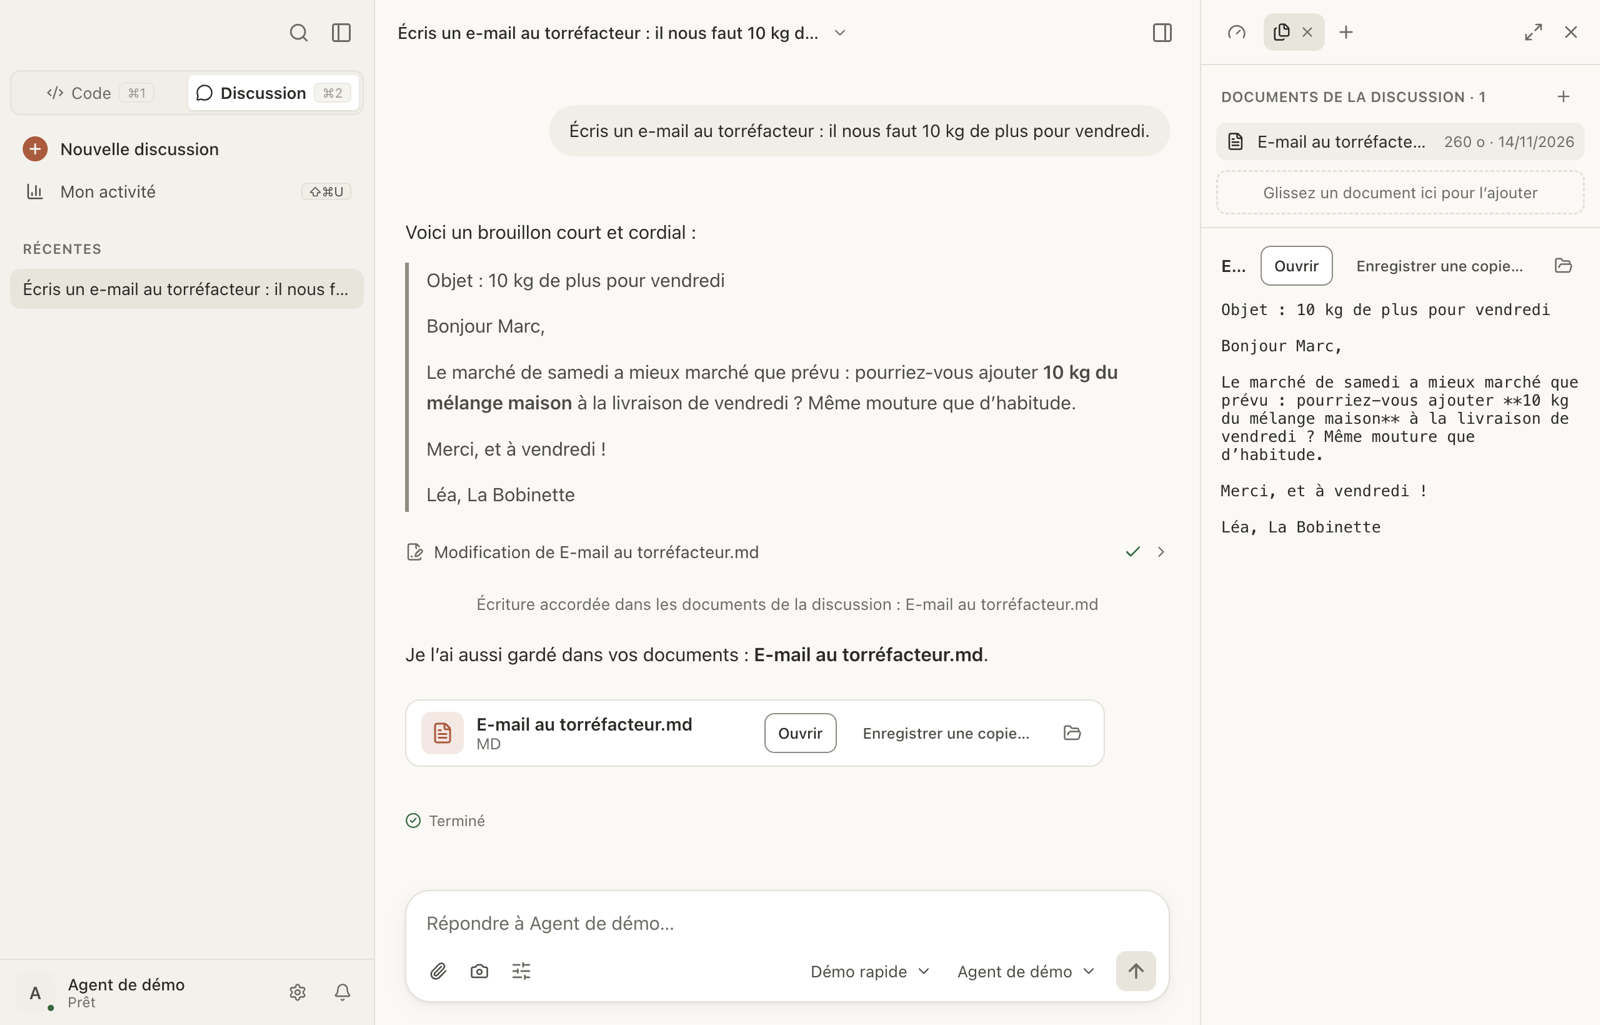 Code ⌘1
Discussion ⌘2
Nouvelle discussion
Mon activité ⇧⌘U
RÉCENTES
Écris un e-mail au torréfacteur : il nous f...
A
Agent de démo
Prêt
Écris un e-mail au torréfacteur : il nous faut 10 kg d...
Écris un e-mail au torréfacteur : il nous faut 10 kg de plus pour vendredi.
Voici un brouillon court et cordial :
Objet : 10 kg de plus pour vendredi
Bonjour Marc,
Le marché de samedi a mieux marché que prévu : pourriez-vous ajouter 10 kg du
mélange maison à la livraison de vendredi ? Même mouture que d’habitude.
Merci, et à vendredi !
Léa, La Bobinette
Modification de E-mail au torréfacteur.md
Écriture accordée dans les documents de la discussion : E-mail au torréfacteur.md
Je l’ai aussi gardé dans vos documents : E-mail au torréfacteur.md.
E-mail au torréfacteur.md
MD
Ouvrir
Enregistrer une copie...
Terminé
Répondre à Agent de démo...
Démo rapide
Agent de démo
DOCUMENTS DE LA DISCUSSION · 1
E-mail au torréfacte... 260 o · 14/11/2026
Glissez un document ici pour l’ajouter
E... Ouvrir Enregistrer une copie...
Objet : 10 kg de plus pour vendredi
Bonjour Marc,
Le marché de samedi a mieux marché que
prévu : pourriez-vous ajouter **10 kg
du mélange maison** à la livraison de
vendredi ? Même mouture que
d’habitude.
Merci, et à vendredi !
Léa, La Bobinette